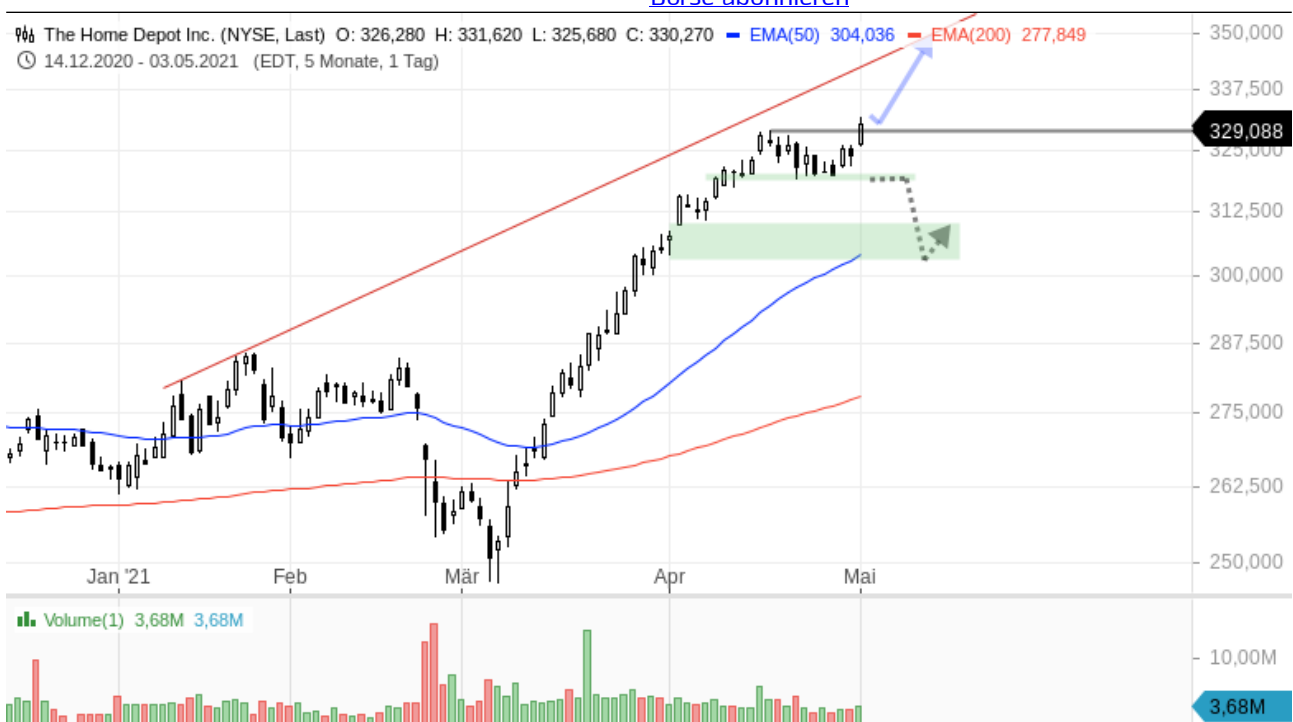 Börse abonnieren
The Home Depot Inc. (NYSE, Last) O: 326,280 H: 331,620 L: 325,680 C: 330,270 EMA(50) 304,036 EMA(200) 277,849
14.12.2020 - 03.05.2021 (EDT, 5 Monate, 1 Tag)
350,000
337,500
329,088
325,000
312,500
300,000
287,500
275,000
262,500
250,000
Jan '21 Feb Mär Apr Mai
Volume(1) 3,68M 3,68M
10,00M
3,68M